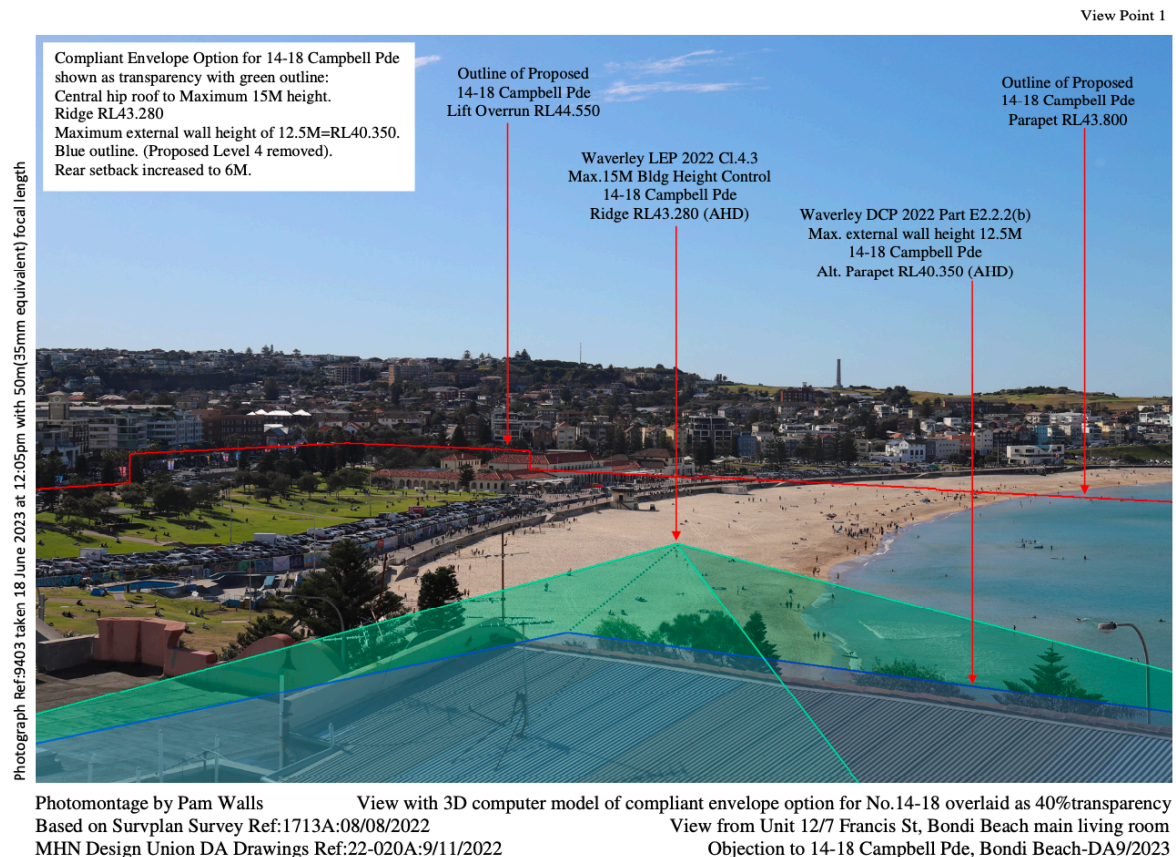 View Point 1
Compliant Envelope Option for 14-18 Campbell Pde
shown as transparency with green outline:
Central hip roof to Maximum 15M height.
Ridge RL43.280
Maximum external wall height of 12.5M=RL40.350.
Blue outline. (Proposed Level 4 removed).
Rear setback increased to 6M.
Outline of Proposed
14-18 Campbell Pde
Lift Overrun RL44.550
Waverley LEP 2022 Cl.4.3
Max.15M Bldg Height Control
14-18 Campbell Pde
Ridge RL43.280 (AHD)
Waverley DCP 2022 Part E2.2.2(b)
Max. external wall height 12.5M
14-18 Campbell Pde
Alt. Parapet RL40.350 (AHD)
Outline of Proposed
14-18 Campbell Pde
Parapet RL43.800
Photograph Ref:9403 taken 18 June 2023 at 12:05pm with 50m(35mm equivalent) focal length
Photomontage by Pam Walls
Based on Survplan Survey Ref:1713A:08/08/2022
MHN Design Union DA Drawings Ref:22-020A:9/11/2022
View with 3D computer model of compliant envelope option for No.14-18 overlaid as 40%transparency
View from Unit 12/7 Francis St, Bondi Beach main living room
Objection to 14-18 Campbell Pde, Bondi Beach-DA9/2023